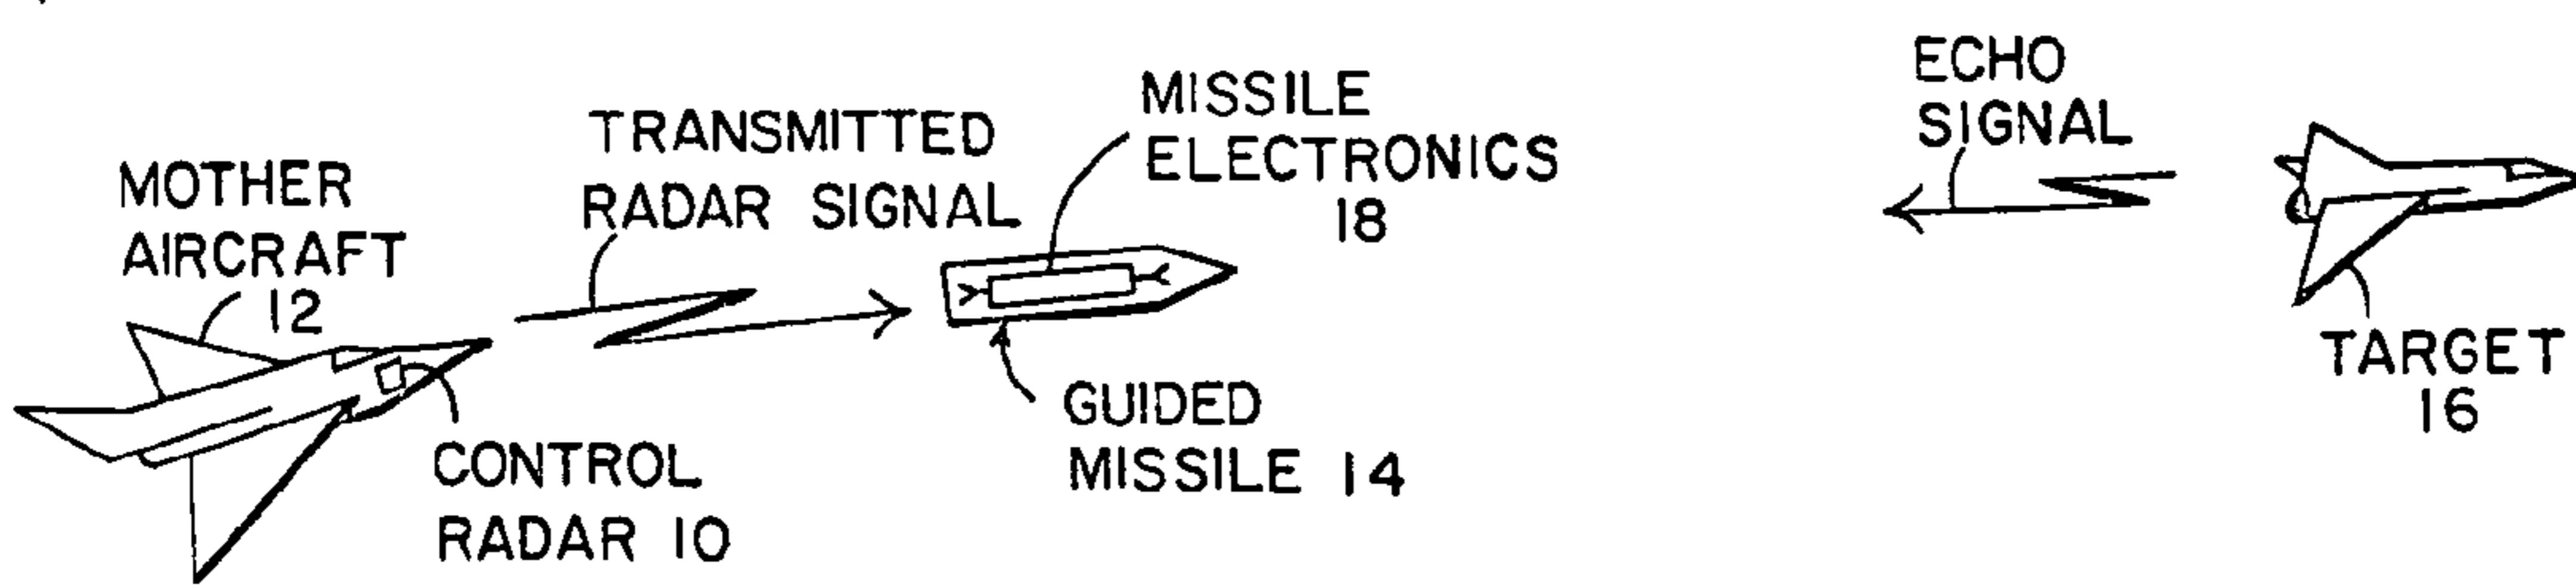 MOTHER
AIRCRAFT
12
TRANSMITTED
RADAR SIGNAL
CONTROL
RADAR 10
MISSILE
ELECTRONICS
18
GUIDED
MISSILE 14
ECHO
SIGNAL
TARGET
16